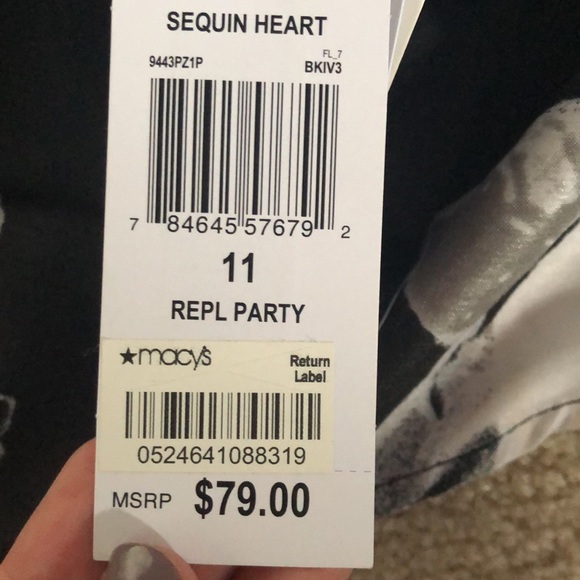 SEQUIN HEART
FL_7
9443PZ1P BKIV3
7 84645 57679 2
11
REPL PARTY
★macy's Return
Label
0524641088319
MSRP $79.00